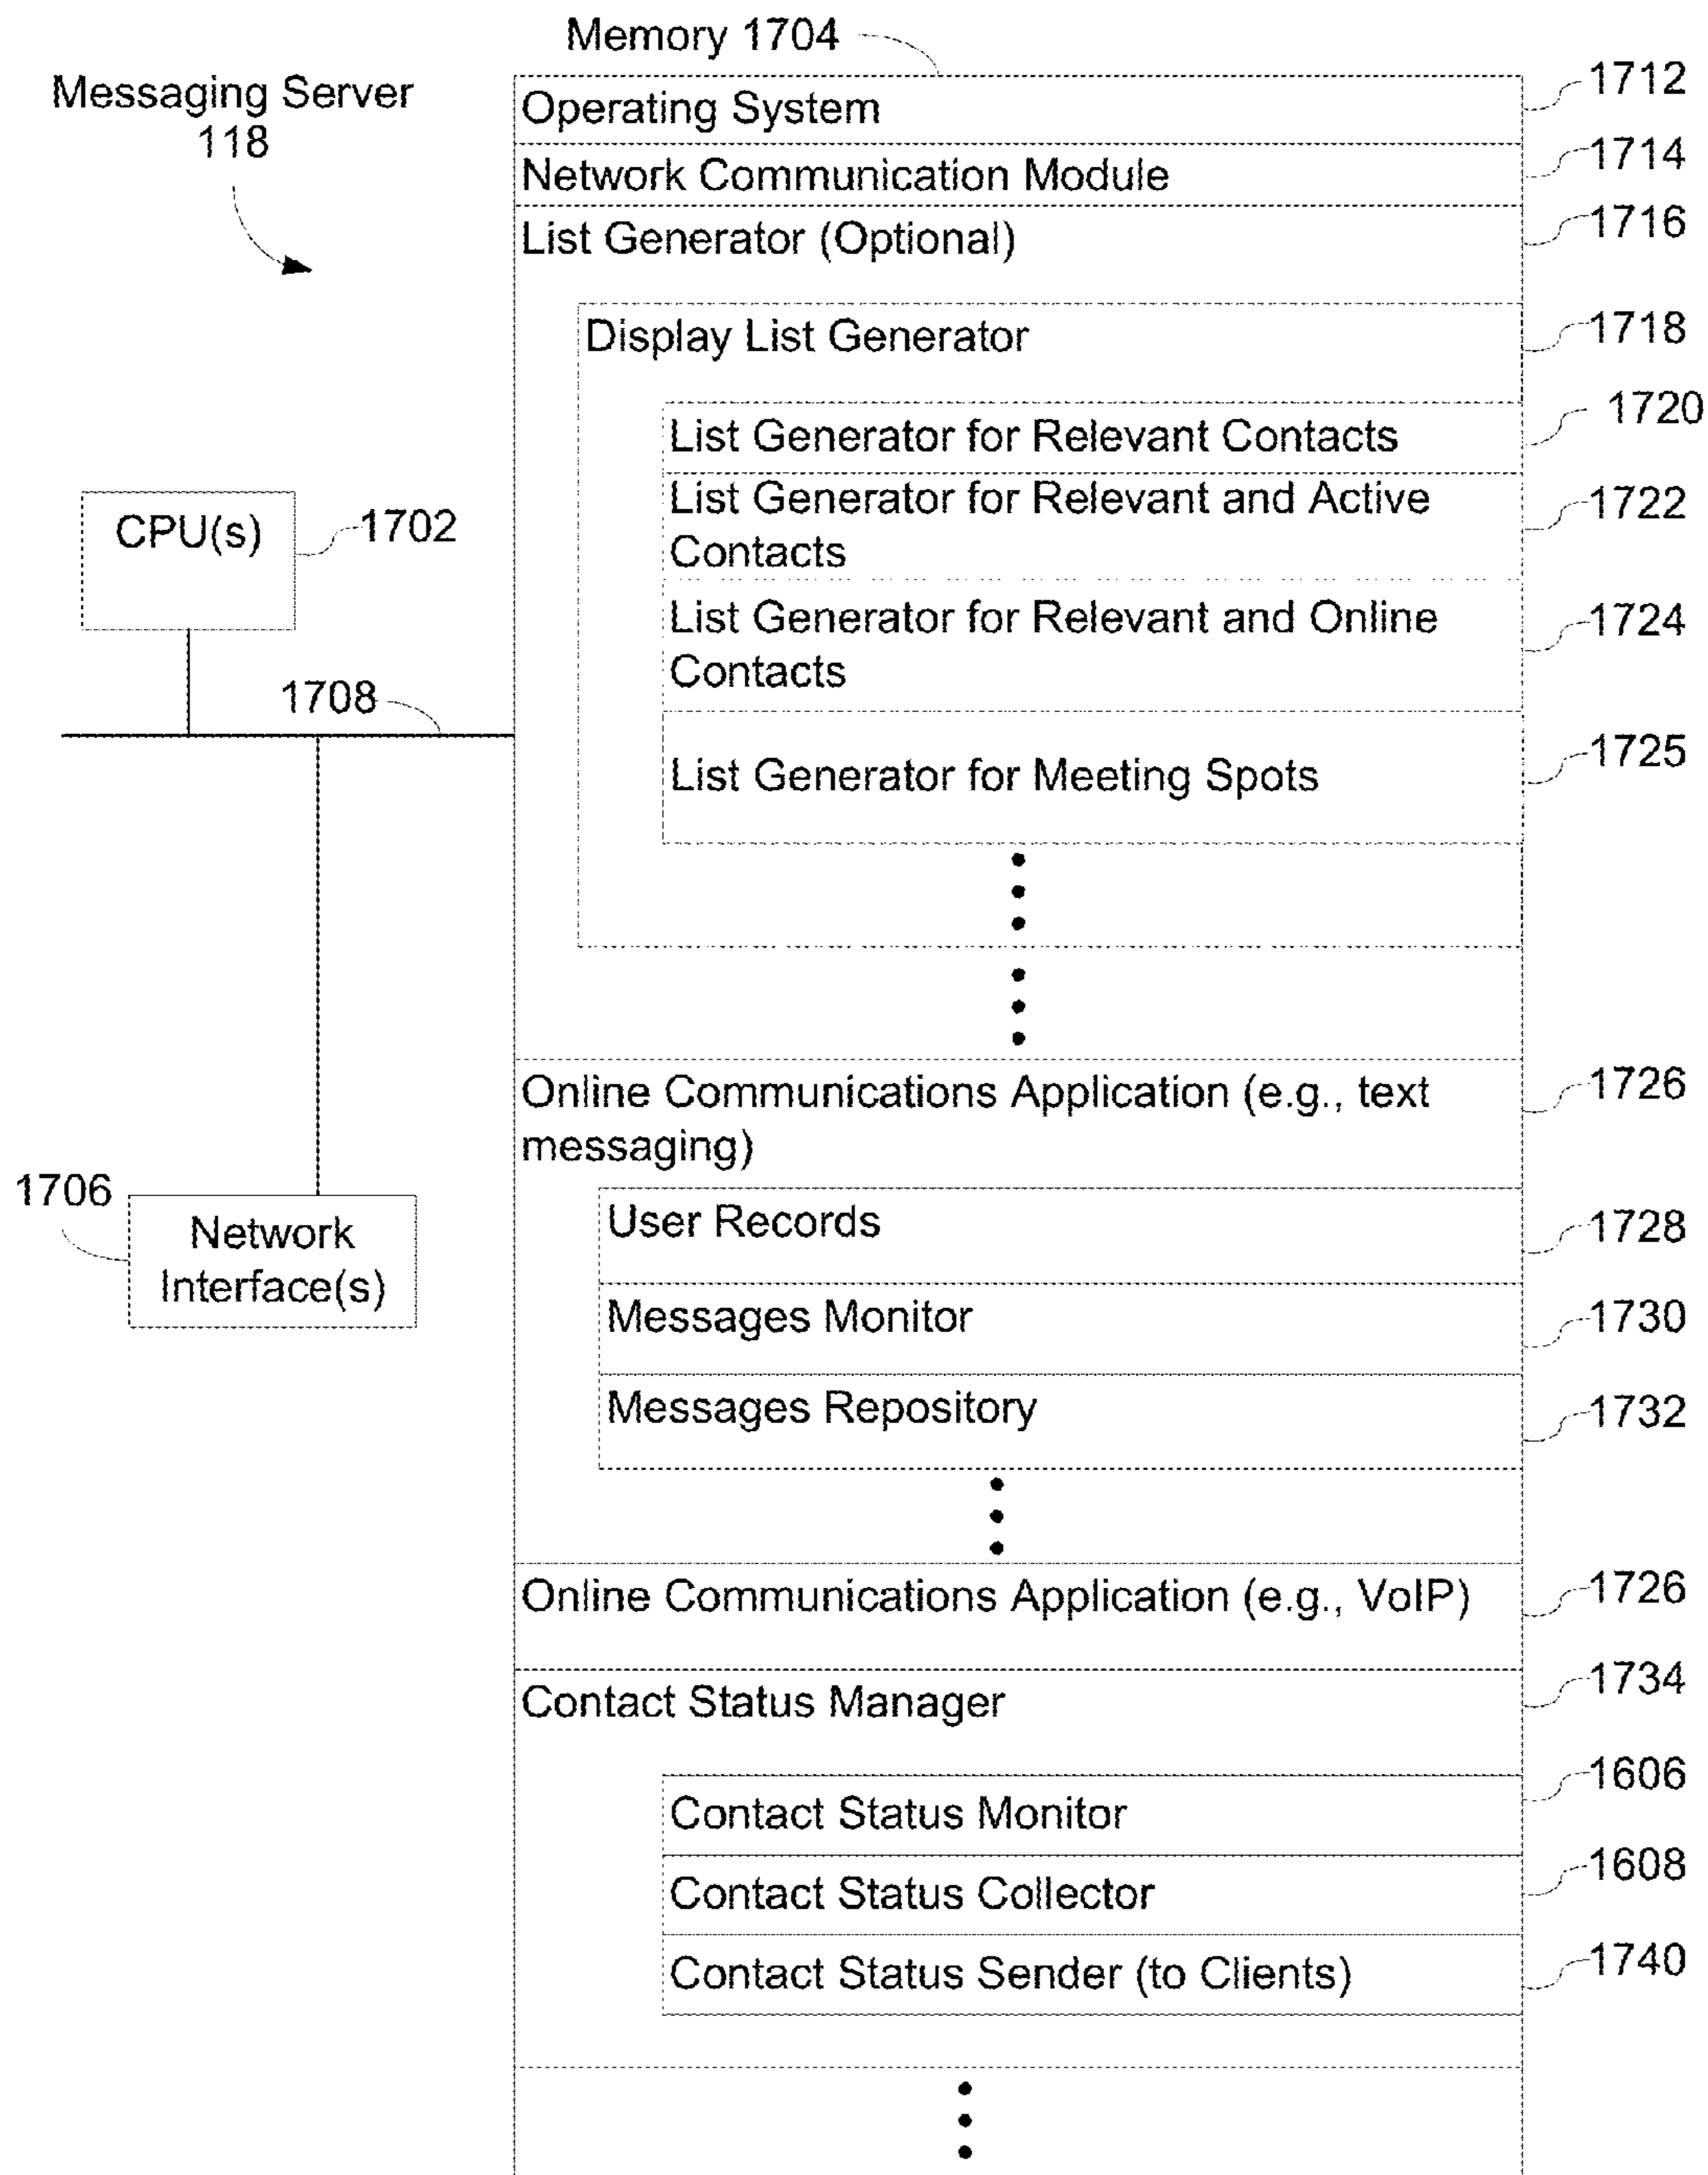 Memory 1704
Messaging Server
118
Operating System
1712
Network Communication Module
1714
List Generator (Optional)
1716
Display List Generator
1718
List Generator for Relevant Contacts
1720
List Generator for Relevant and Active
Contacts
1722
List Generator for Relevant and Online
Contacts
1724
List Generator for Meeting Spots
1725
CPU(s)
1702
1708
1706
Network
Interface(s)
Online Communications Application (e.g., text
messaging)
1726
User Records
1728
Messages Monitor
1730
Messages Repository
1732
Online Communications Application (e.g., VoIP)
1726
Contact Status Manager
1734
Contact Status Monitor
1606
Contact Status Collector
1608
Contact Status Sender (to Clients)
1740